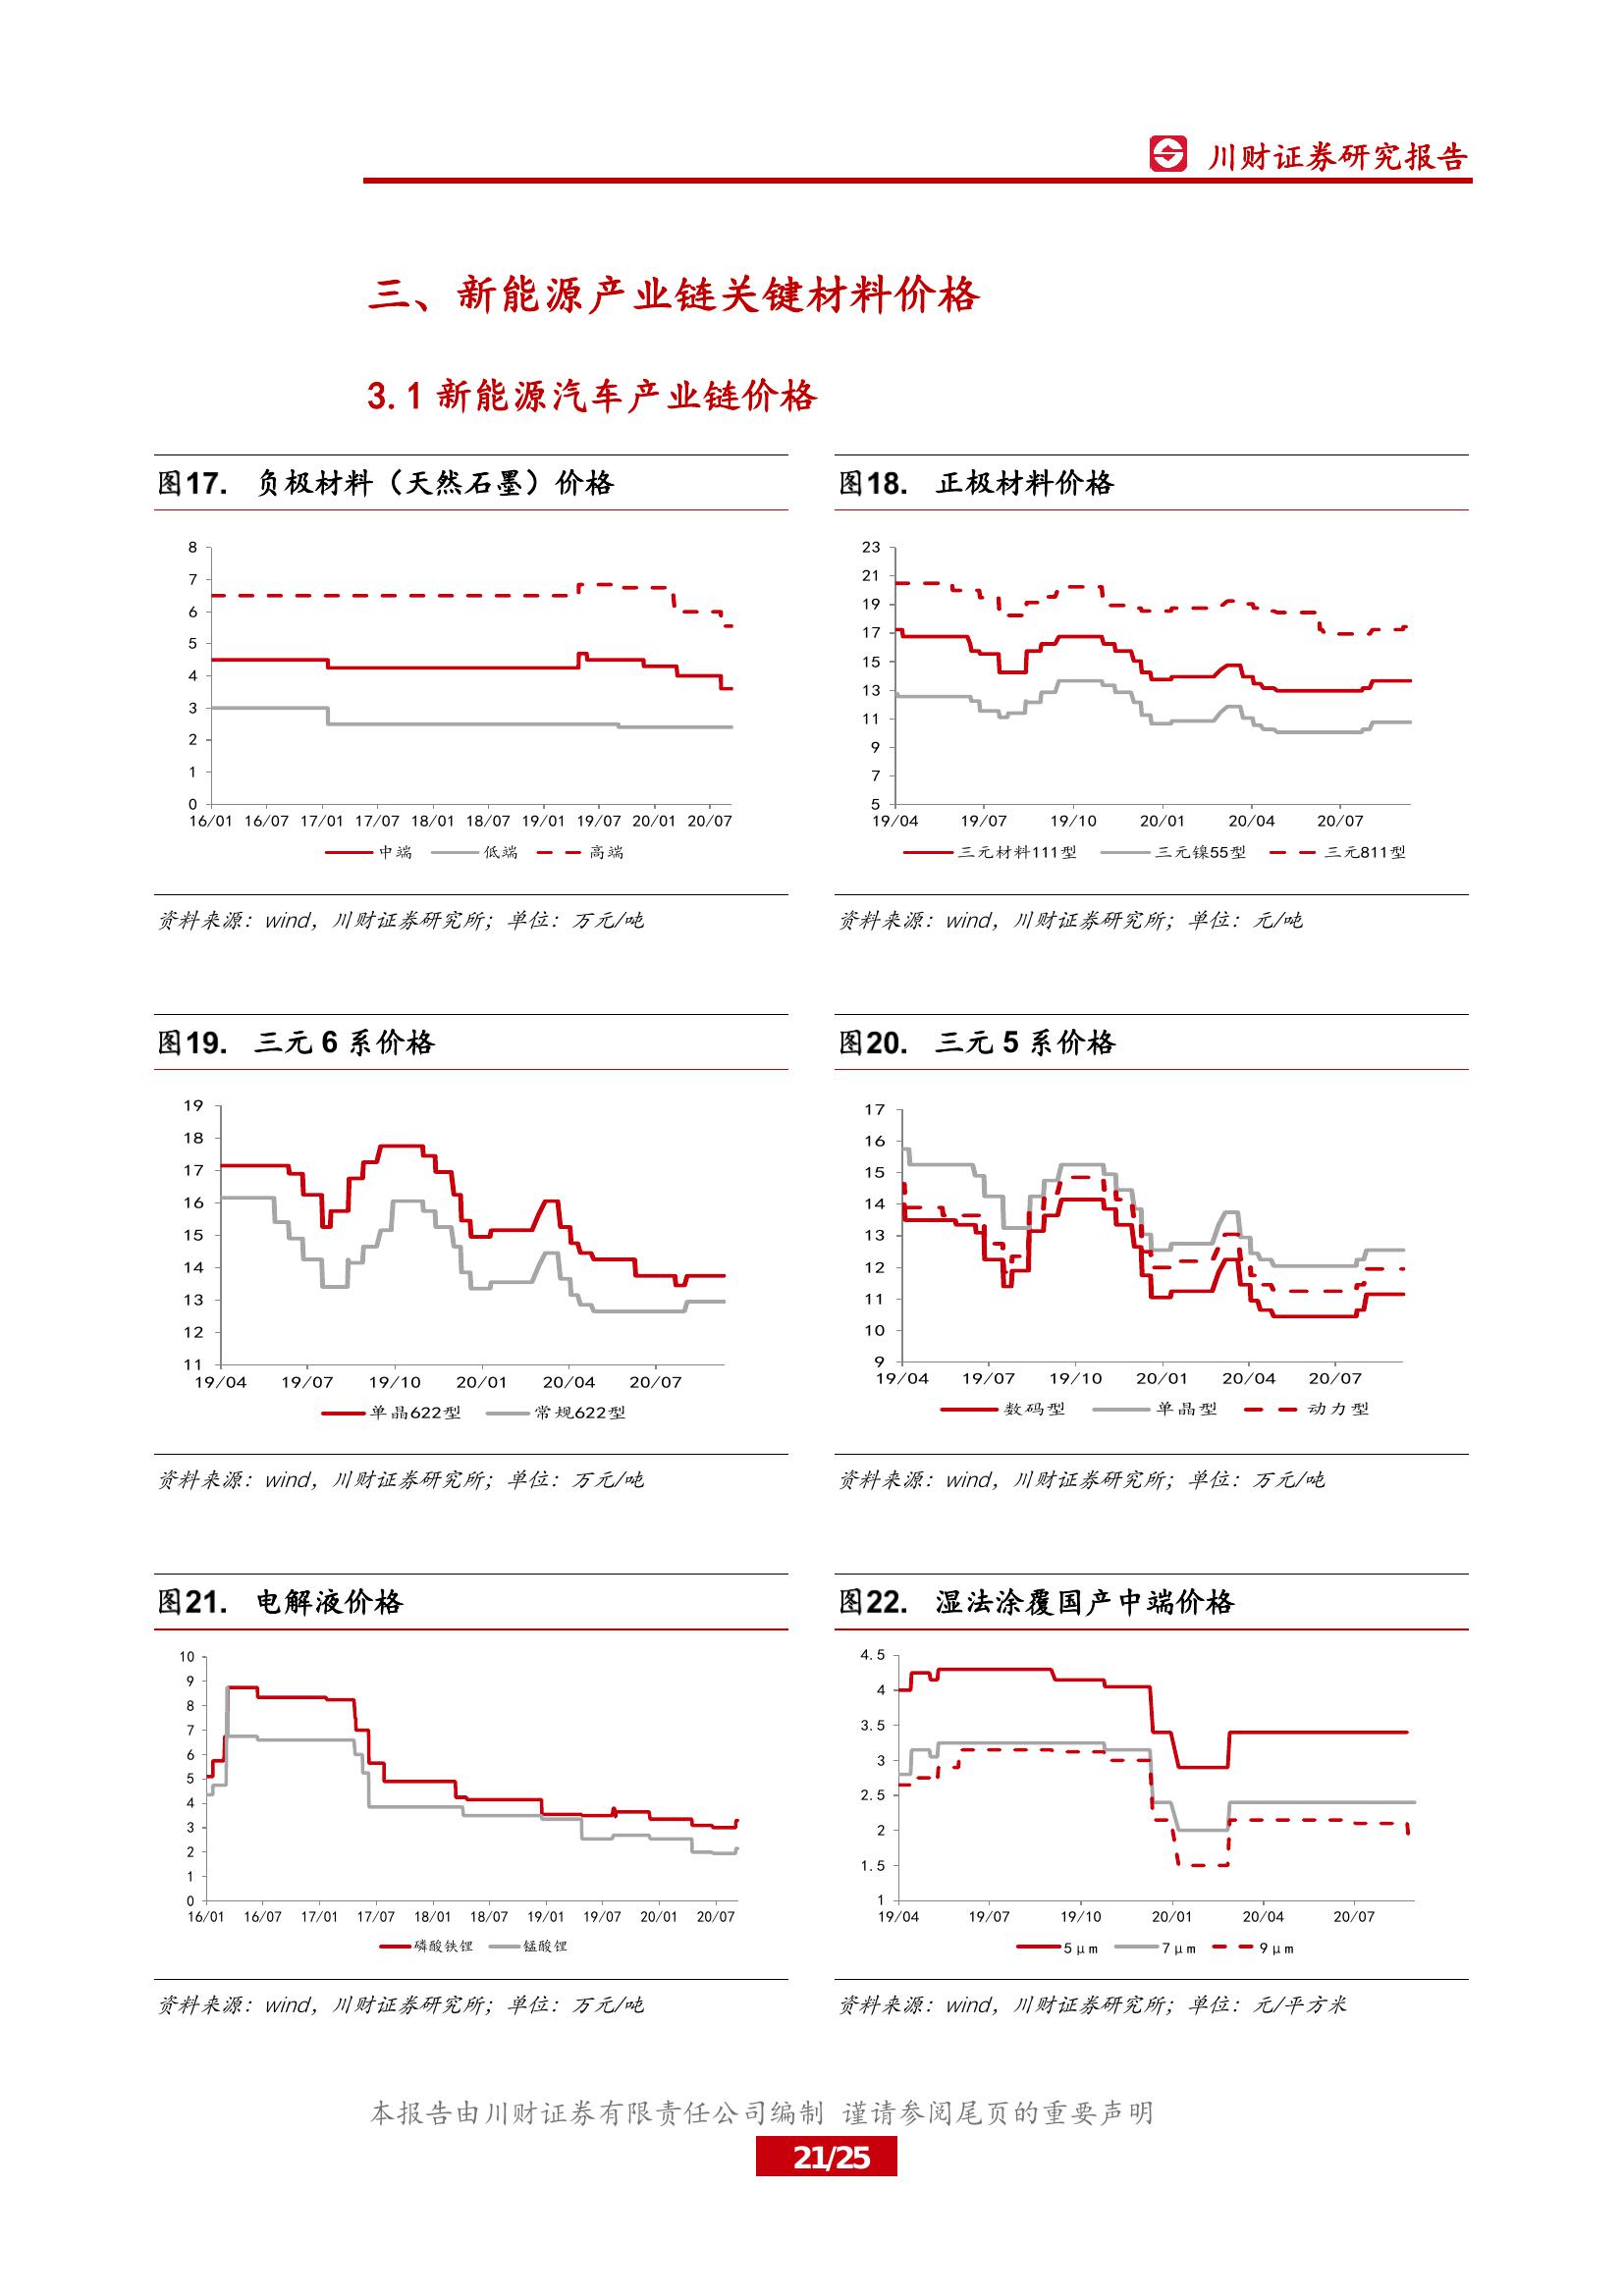 川财证券研究报告
三、新能源产业链关键材料价格
3.1 新能源汽车产业链价格
图17. 负极材料（天然石墨）价格
8
7
6
5
4
3
2
1
0
16/01 16/07 17/01 17/07 18/01 18/07 19/01 19/07 20/01 20/07
中端 低端 高端
资料来源：wind，川财证券研究所；单位：万元/吨
图18. 正极材料价格
23
21
19
17
15
13
11
9
7
5
19/04 19/07 19/10 20/01 20/04 20/07
三元材料111型 三元镍55型 三元811型
资料来源：wind，川财证券研究所；单位：元/吨
图19. 三元 6 系价格
19
18
17
16
15
14
13
12
11
19/04 19/07 19/10 20/01 20/04 20/07
单晶622型 常规622型
资料来源：wind，川财证券研究所；单位：万元/吨
图20. 三元 5 系价格
17
16
15
14
13
12
11
10
9
19/04 19/07 19/10 20/01 20/04 20/07
数码型 单晶型 动力型
资料来源：wind，川财证券研究所；单位：万元/吨
图21. 电解液价格
10
9
8
7
6
5
4
3
2
1
0
16/01 16/07 17/01 17/07 18/01 18/07 19/01 19/07 20/01 20/07
磷酸铁锂 锰酸锂
资料来源：wind，川财证券研究所；单位：万元/吨
图22. 湿法涂覆国产中端价格
4.5
4
3.5
3
2.5
2
1.5
1
19/04 19/07 19/10 20/01 20/04 20/07
5μm 7μm 9μm
资料来源：wind，川财证券研究所；单位：元/平方米
本报告由川财证券有限责任公司编制 谨请参阅尾页的重要声明
21/25